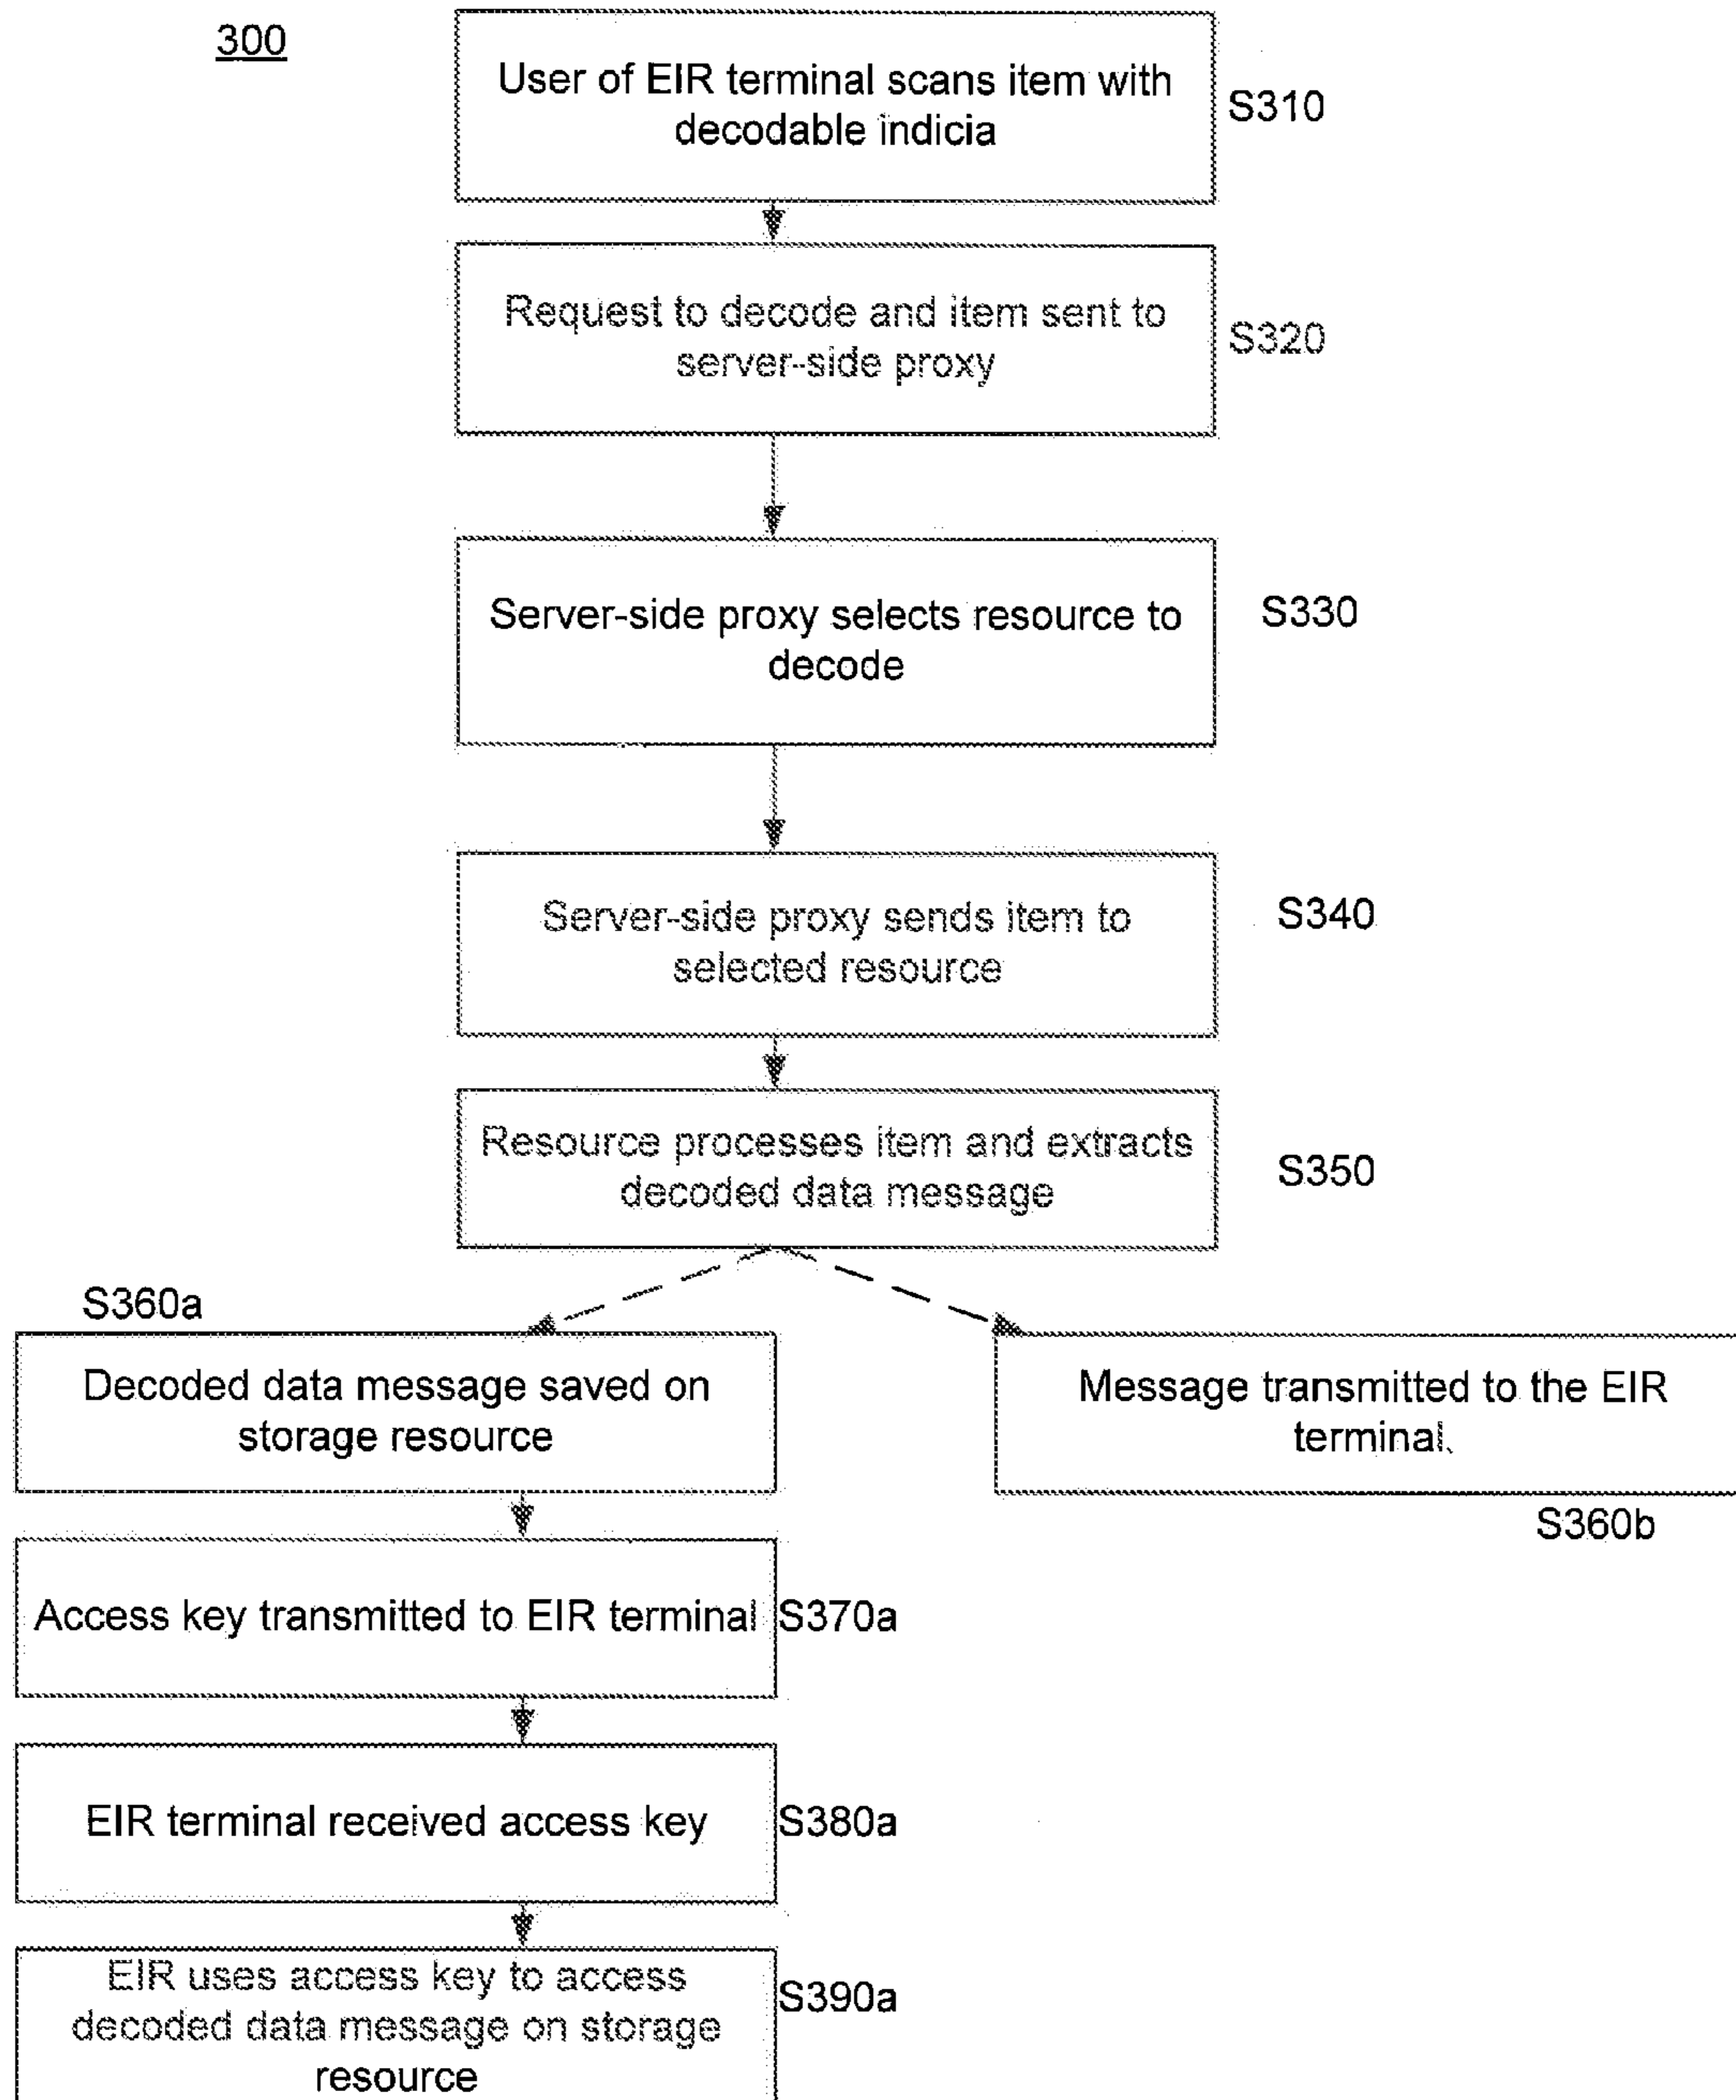 300
User of EIR terminal scans item with
decodable indicia
S310
Request to decode and item sent to
server-side proxy
S320
Server-side proxy selects resource to
decode
S330
Server-side proxy sends item to
selected resource
S340
Resource processes item and extracts
decoded data message
S350
S360a
Decoded data message saved on
storage resource
Message transmitted to the EIR
terminal.
S360b
Access key transmitted to EIR terminal
S370a
EIR terminal received access key
S380a
EIR uses access key to access
decoded data message on storage
resource
S390a